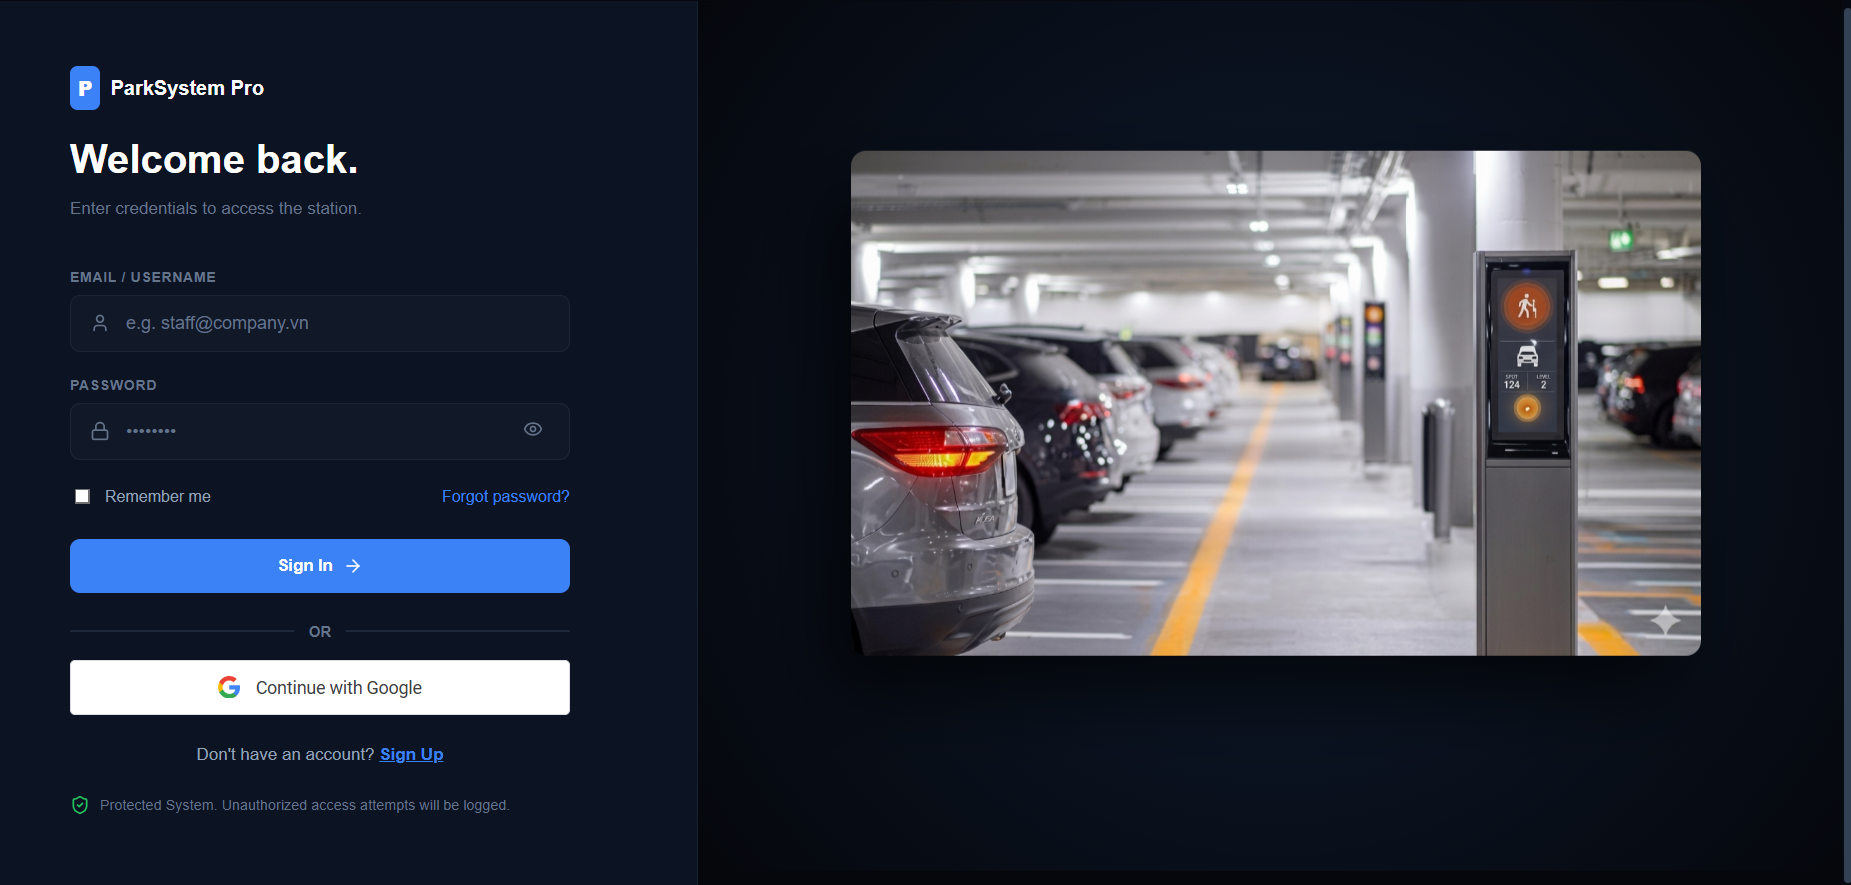 P ParkSystem Pro
Welcome back.
Enter credentials to access the station.
EMAIL / USERNAME
e.g. staff@company.vn
PASSWORD
••••••••
Remember me
Forgot password?
Sign In →
OR
Continue with Google
Don't have an account? Sign Up
Protected System. Unauthorized access attempts will be logged.
SPOT LEVEL
124 2